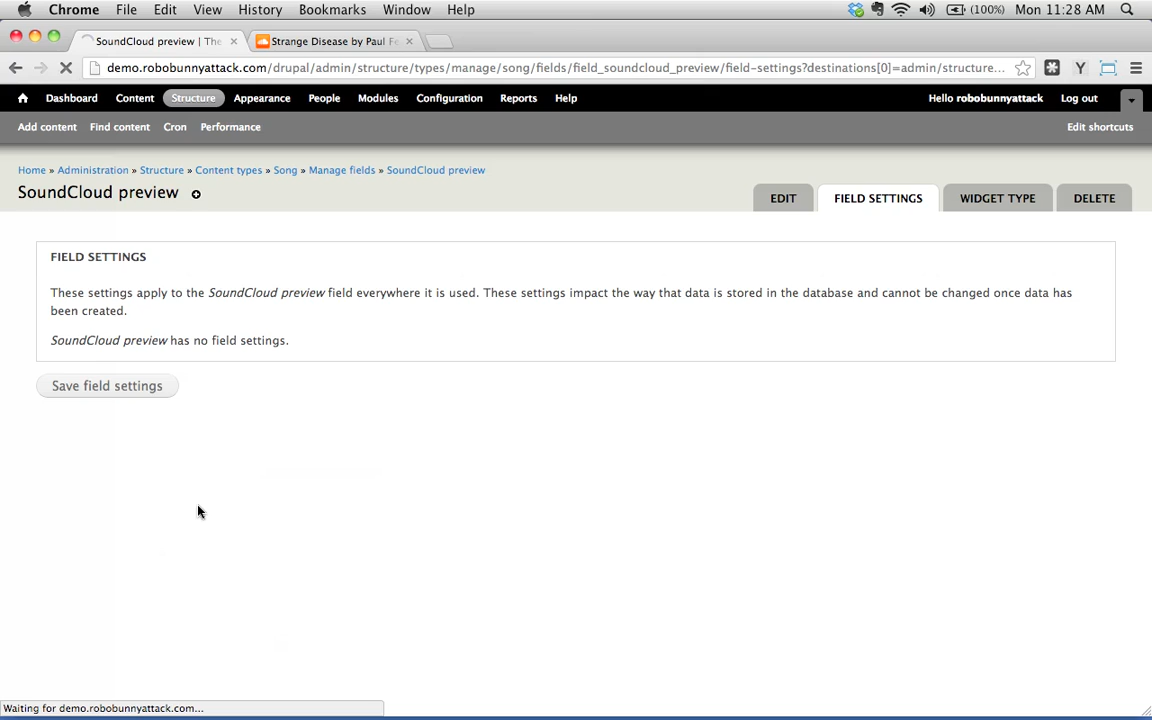 Chrome File Edit View History Bookmarks Window Help (100%) Mon 11:28 AM
SoundCloud preview | The Strange Disease by Paul Fe
demo.robobunnyattack.com/drupal/admin/structure/types/manage/song/fields/field_soundcloud_preview/field-settings?destinations[0]=admin/structure...
Dashboard Content Structure Appearance People Modules Configuration Reports Help Hello robobunnyattack Log out
Add content Find content Cron Performance Edit shortcuts
Home » Administration » Structure » Content types » Song » Manage fields » SoundCloud preview
SoundCloud preview
EDIT FIELD SETTINGS WIDGET TYPE DELETE
FIELD SETTINGS
These settings apply to the SoundCloud preview field everywhere it is used. These settings impact the way that data is stored in the database and cannot be changed once data has
been created.
SoundCloud preview has no field settings.
Save field settings
Waiting for demo.robobunnyattack.com...